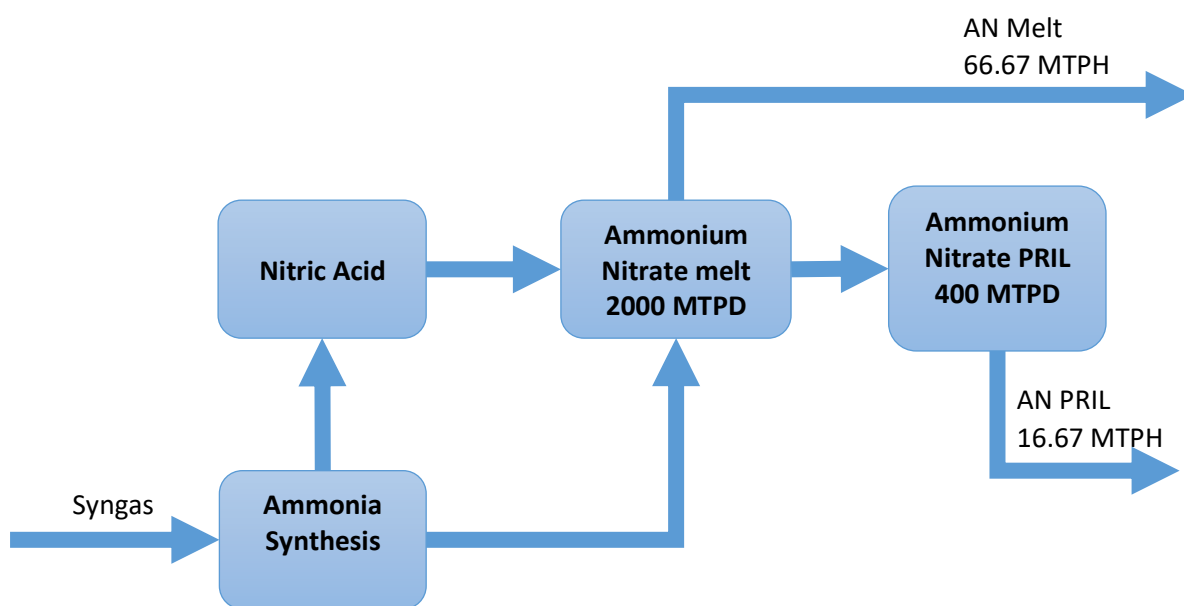 AN Melt
66.67 MTPH
Nitric Acid
Ammonium
Nitrate melt
2000 MTPD
Ammonium
Nitrate PRIL
400 MTPD
AN PRIL
16.67 MTPH
Syngas
Ammonia
Synthesis